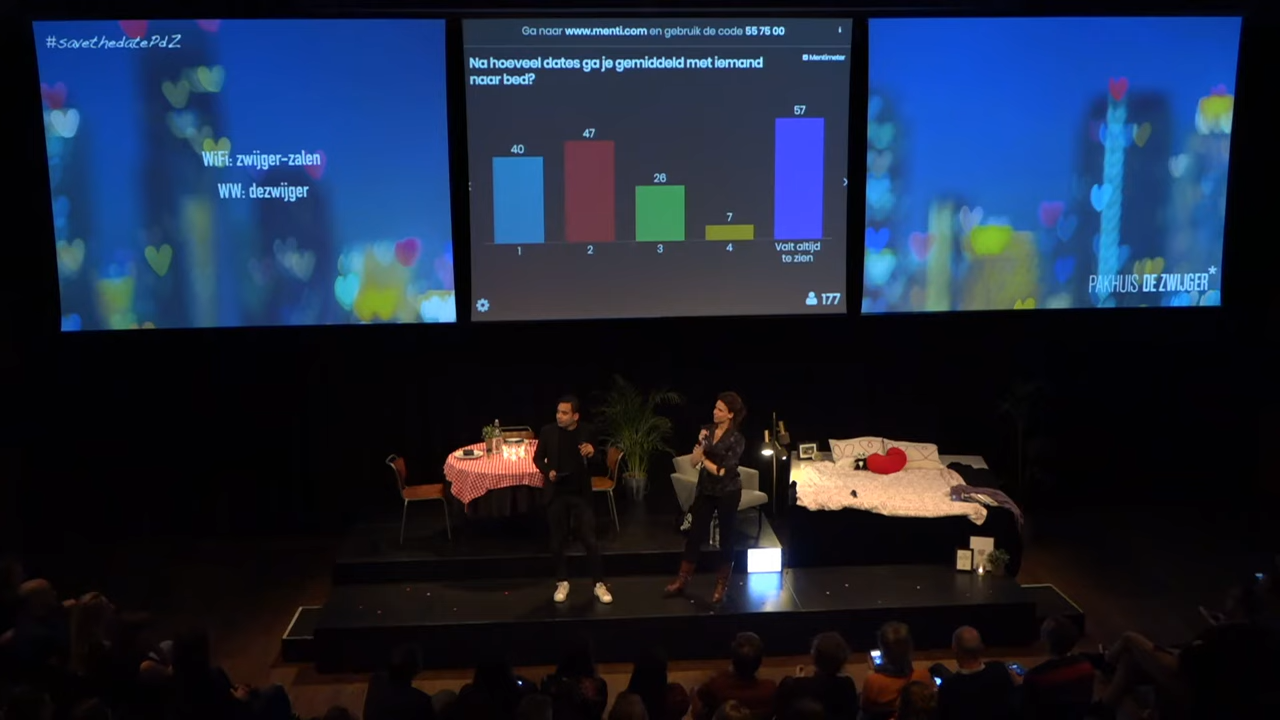 #savethedatePdZ
WiFi: zwijger-zalen
WW: dezwijger
Ga naar www.menti.com en gebruik de code 55 75 00
Mentimeter
Na hoeveel dates ga je gemiddeld met iemand
naar bed?
40
47
26
7
57
1
2
3
4
Valt altijd
te zien
177
PAKHUIS DE ZWIJGER*